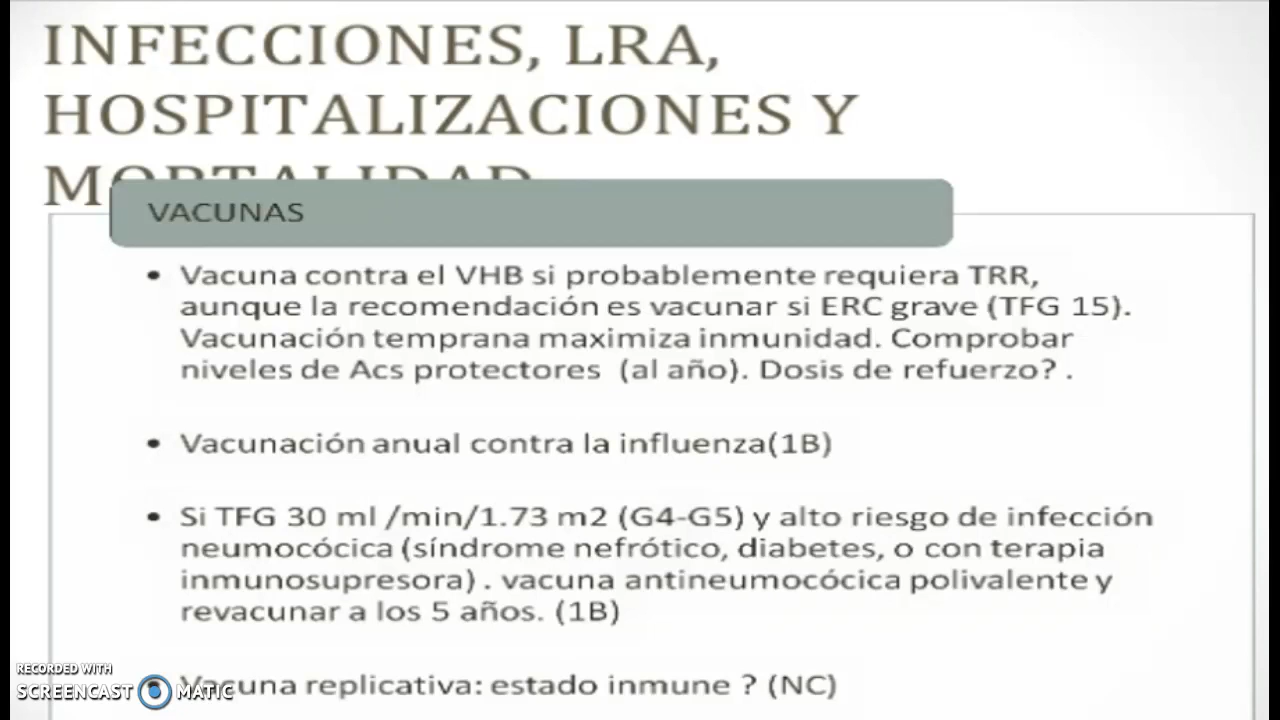 INFECCIONES, LRA,
HOSPITALIZACIONES Y
MORTALIDAD
VACUNAS
• Vacuna contra el VHB si probablemente requiera TRR,
aunque la recomendación es vacunar si ERC grave (TFG 15).
Vacunación temprana maximiza inmunidad. Comprobar
niveles de Acs protectores (al año). Dosis de refuerzo? .
• Vacunación anual contra la influenza(1B)
• Si TFG 30 ml /min/1.73 m2 (G4-G5) y alto riesgo de infección
neumocócica (síndrome nefrótico, diabetes, o con terapia
inmunosupresora) . vacuna antineumocócica polivalente y
revacunar a los 5 años. (1B)
• Vacuna replicativa: estado inmune ? (NC)
RECORDED WITH
SCREENCAST MATIC